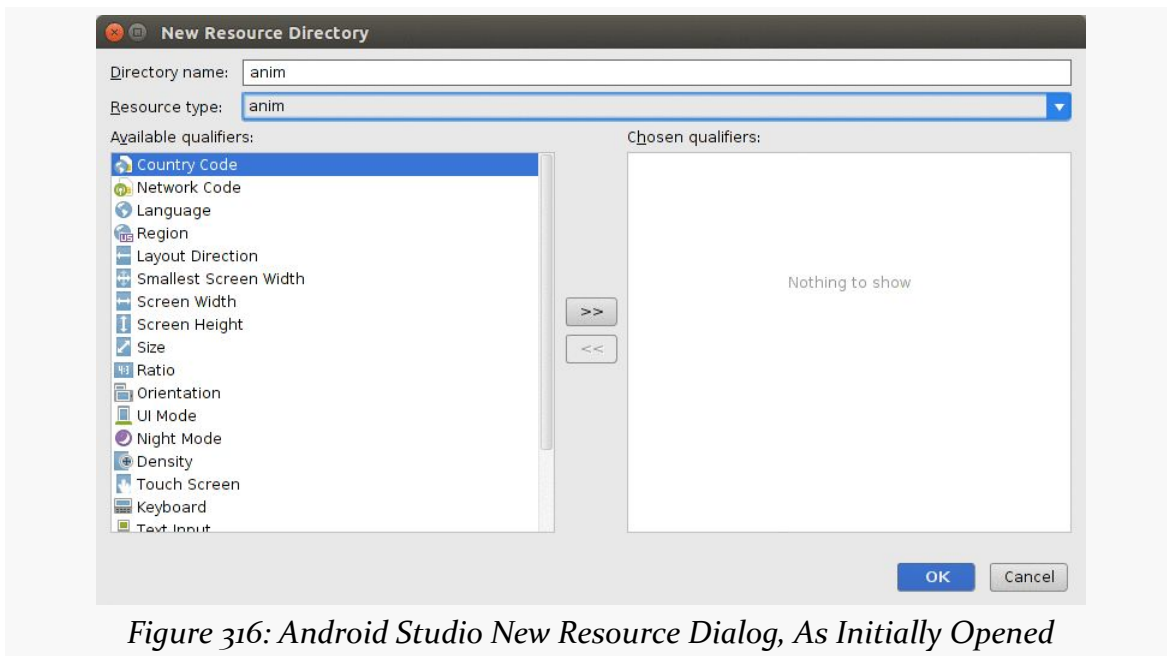 New Resource Directory
Directory name: anim
Resource type: anim
Available qualifiers:
Chosen qualifiers:
Country Code
Network Code
Language
Region
Layout Direction
Smallest Screen Width
Screen Width
Screen Height
Size
Ratio
Orientation
UI Mode
Night Mode
Density
Touch Screen
Keyboard
Text Input
>>
<<
Nothing to show
OK
Cancel
Figure 316: Android Studio New Resource Dialog, As Initially Opened